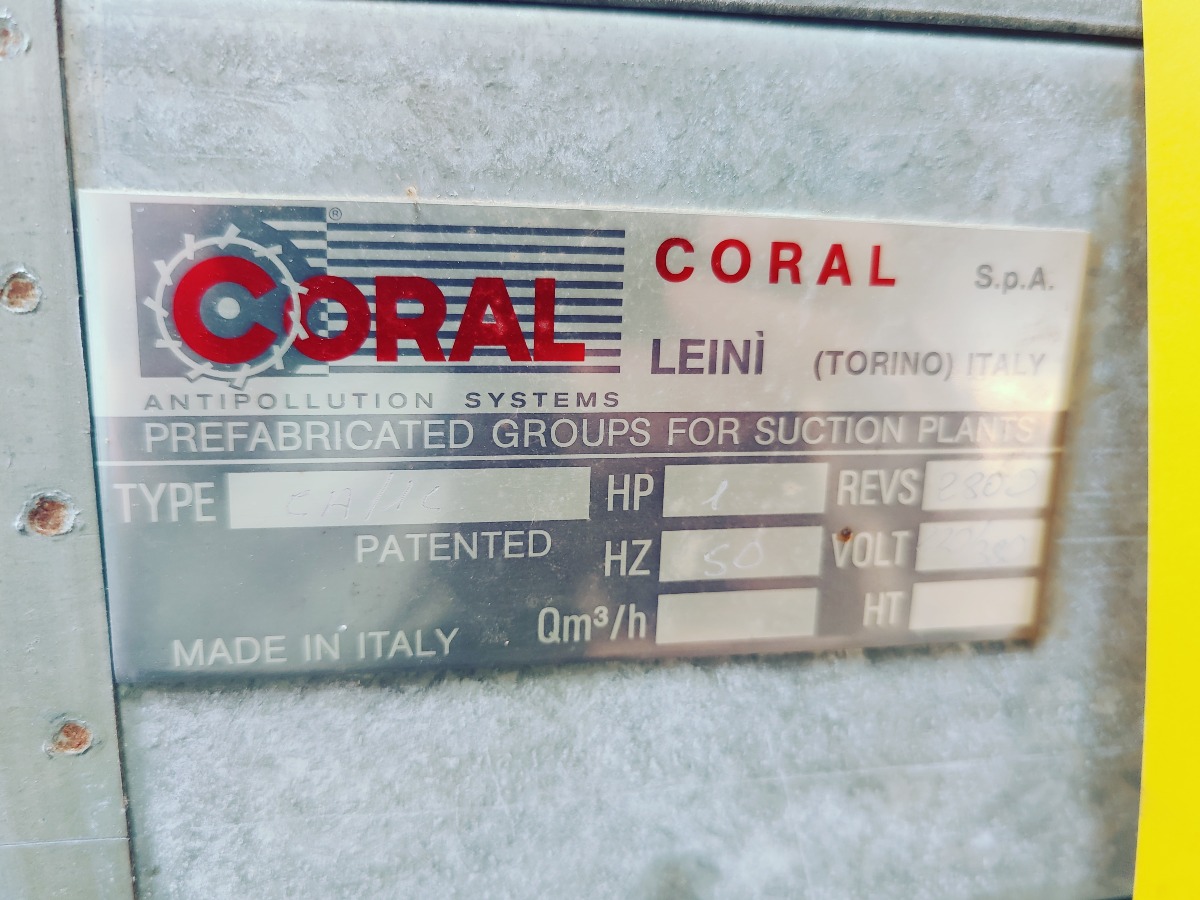 ®
CORAL
CORAL S.p.A.
LEINÌ (TORINO) ITALY
ANTIPOLLUTION SYSTEMS
PREFABRICATED GROUPS FOR SUCTION PLANTS
TYPE HP 1 REVS 2800
PATENTED HZ 50 VOLT
Qm³/h HT
MADE IN ITALY